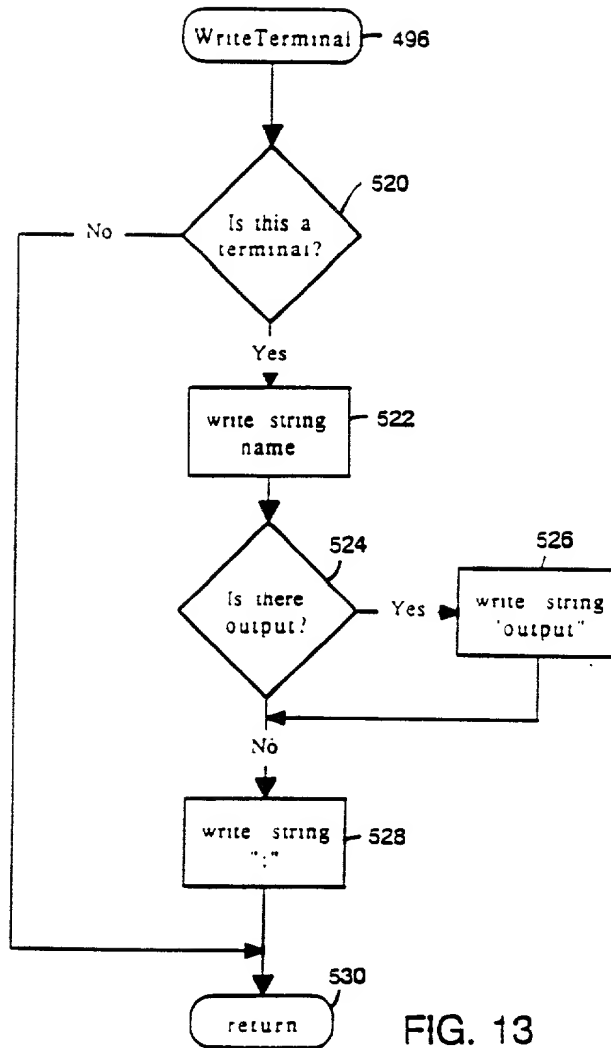 WriteTerminal
496
520
Is this a
terminal?
No
Yes
write string
name
522
524
Is there
output?
Yes
526
write string
"output"
No
write string
";"
528
530
return
FIG. 13